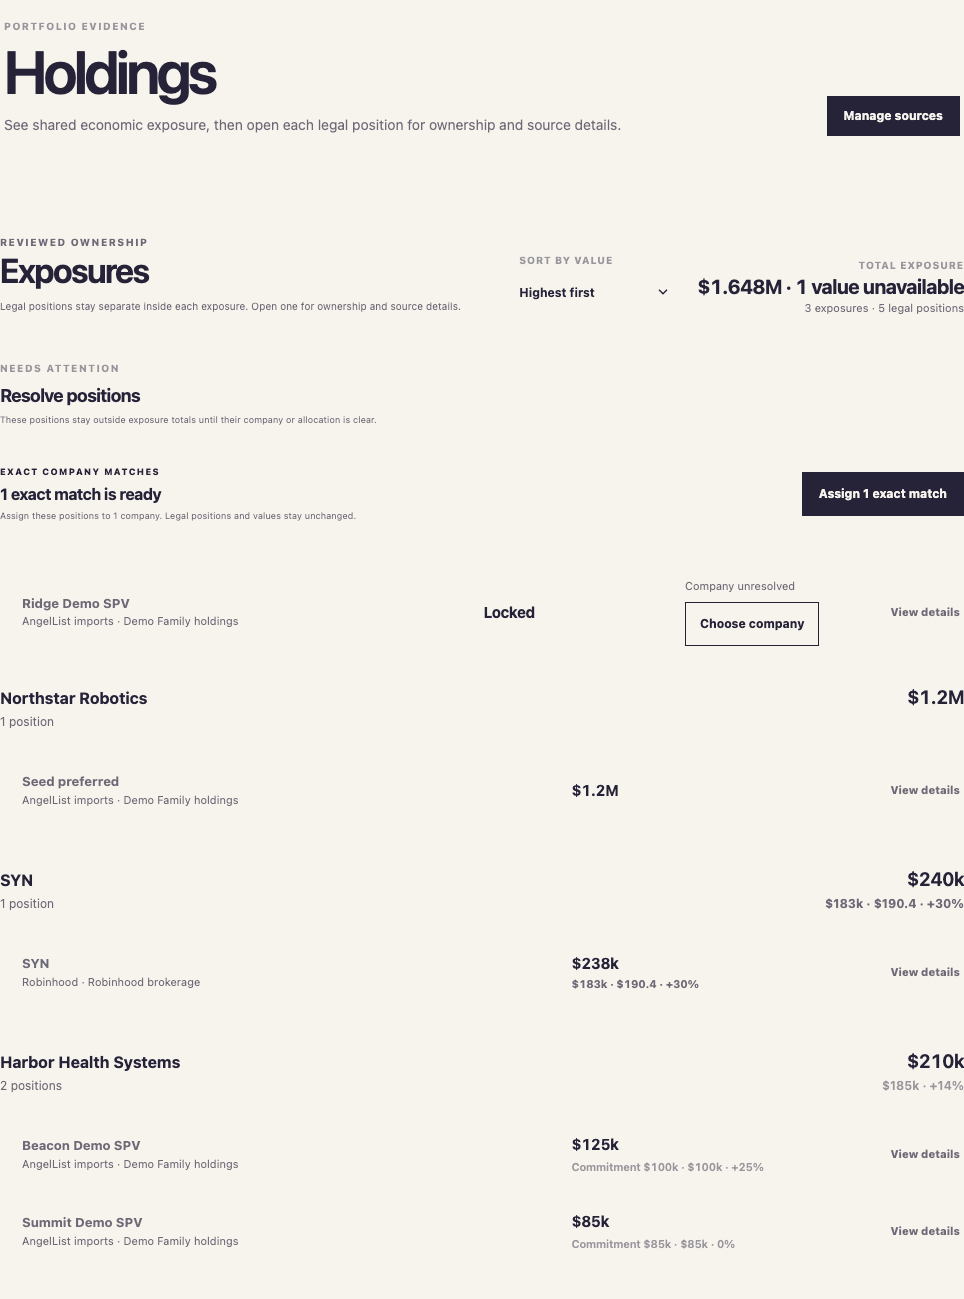 PORTFOLIO EVIDENCE
Holdings
See shared economic exposure, then open each legal position for ownership and source details.
Manage sources
REVIEWED OWNERSHIP
Exposures
Legal positions stay separate inside each exposure. Open one for ownership and source details.
SORT BY VALUE
Highest first
TOTAL EXPOSURE
$1.648M · 1 value unavailable
3 exposures · 5 legal positions
NEEDS ATTENTION
Resolve positions
These positions stay outside exposure totals until their company or allocation is clear.
EXACT COMPANY MATCHES
1 exact match is ready
Assign these positions to 1 company. Legal positions and values stay unchanged.
Assign 1 exact match
Ridge Demo SPV
AngelList imports · Demo Family holdings
Locked
Company unresolved
Choose company
View details
Northstar Robotics
1 position
$1.2M
Seed preferred
AngelList imports · Demo Family holdings
$1.2M
View details
SYN
1 position
$240k
$183k · $190.4 · +30%
SYN
Robinhood · Robinhood brokerage
$238k
$183k · $190.4 · +30%
View details
Harbor Health Systems
2 positions
$210k
$185k · +14%
Beacon Demo SPV
AngelList imports · Demo Family holdings
$125k
Commitment $100k · $100k · +25%
View details
Summit Demo SPV
AngelList imports · Demo Family holdings
$85k
Commitment $85k · $85k · 0%
View details